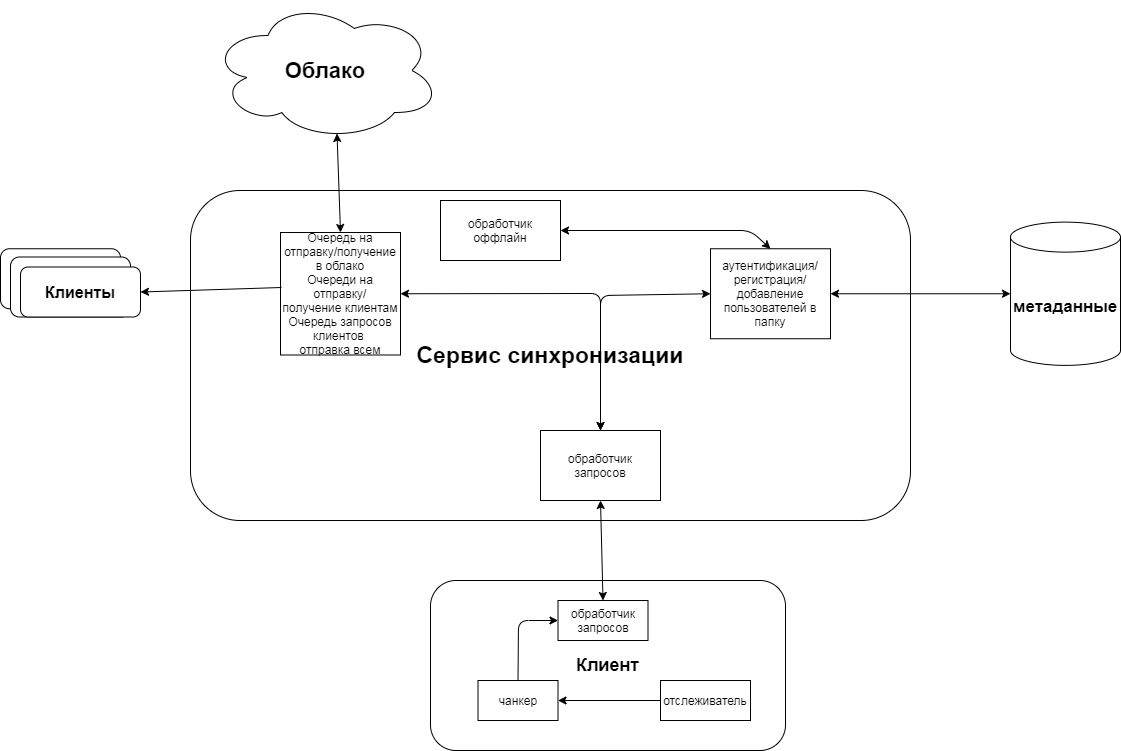 Облако
обработчик
оффлайн
Очередь на
отправку/получение
в облако
Очереди на
отправку/
получение клиентам
Очередь запросов
клиентов
отправка всем
аутентификация/
регистрация/
добавление
пользователей в
папку
Клиенты
метаданные
Сервис синхронизации
обработчик
запросов
обработчик
запросов
Клиент
чанкер
отслеживатель